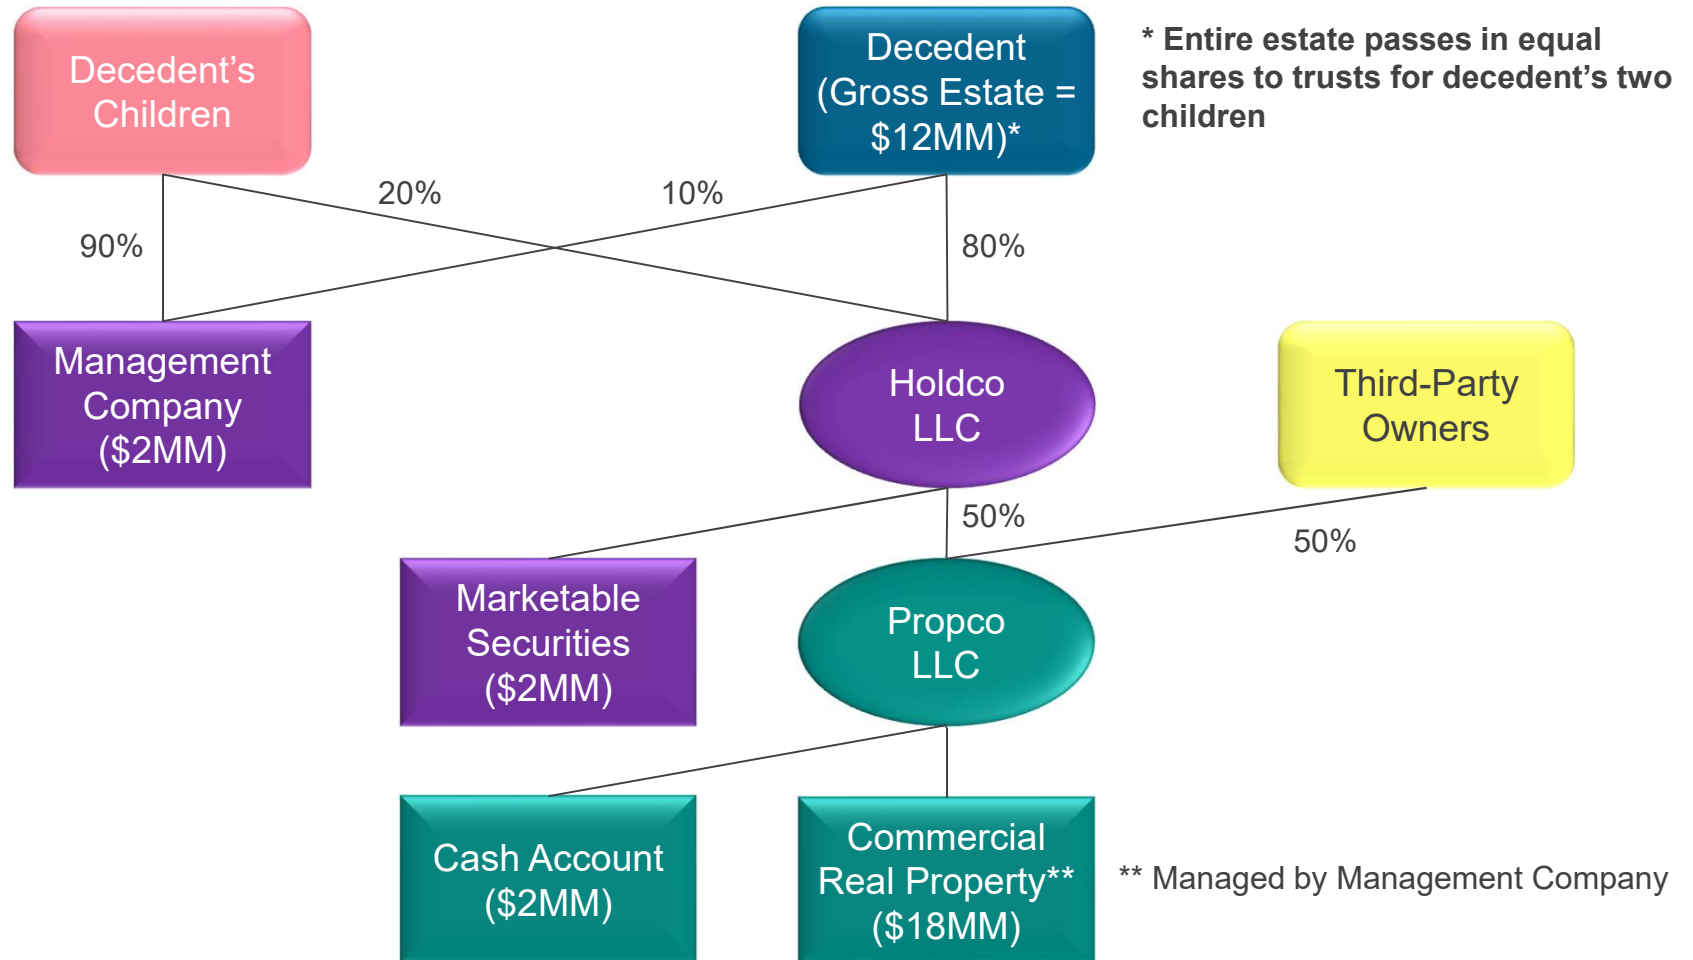 Decedent's
Children
Decedent
(Gross Estate =
$12MM)*
* Entire estate passes in equal
shares to trusts for decedent’s two
children
20%
10%
90%
80%
Management
Company
($2MM)
Holdco
LLC
Third-Party
Owners
50%
50%
Marketable
Securities
($2MM)
Propco
LLC
Cash Account
($2MM)
Commercial
Real Property**
($18MM)
** Managed by Management Company